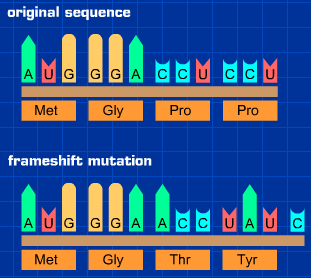 original sequence
A U G G G A C C U C C U
Met Gly Pro Pro
frameshift mutation
A U G G G A A C C U A U C
Met Gly Thr Tyr